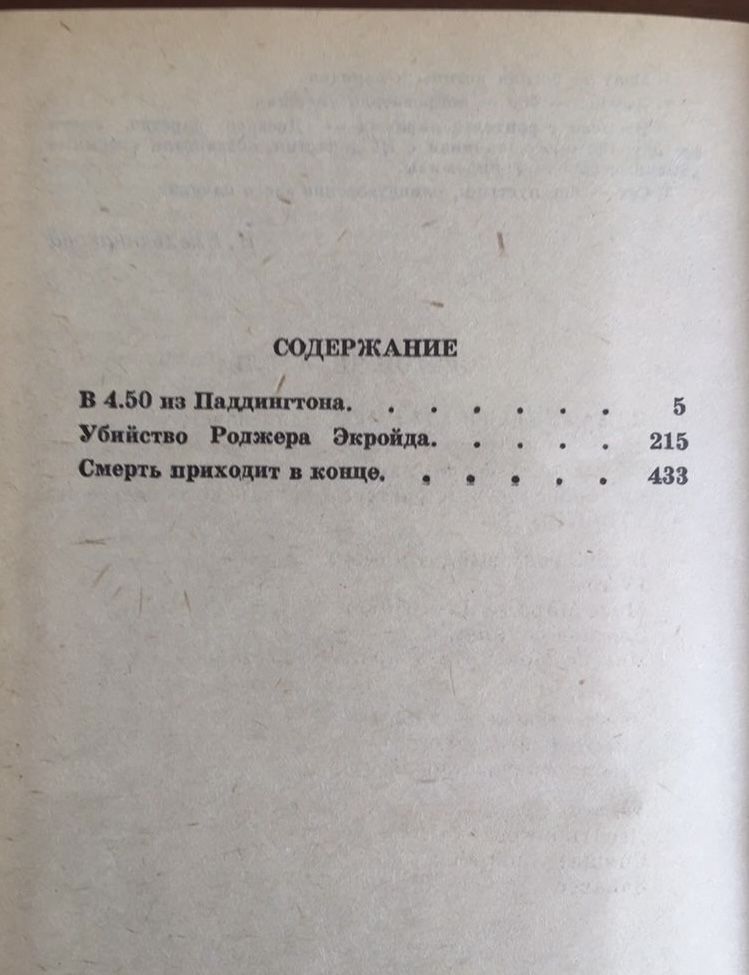 СОДЕРЖАНИЕ
В 4.50 из Паддингтона. . . . . . . 5
Убийство Роджера Экройда. . . . . 215
Смерть приходит в конце. . . . . . 433